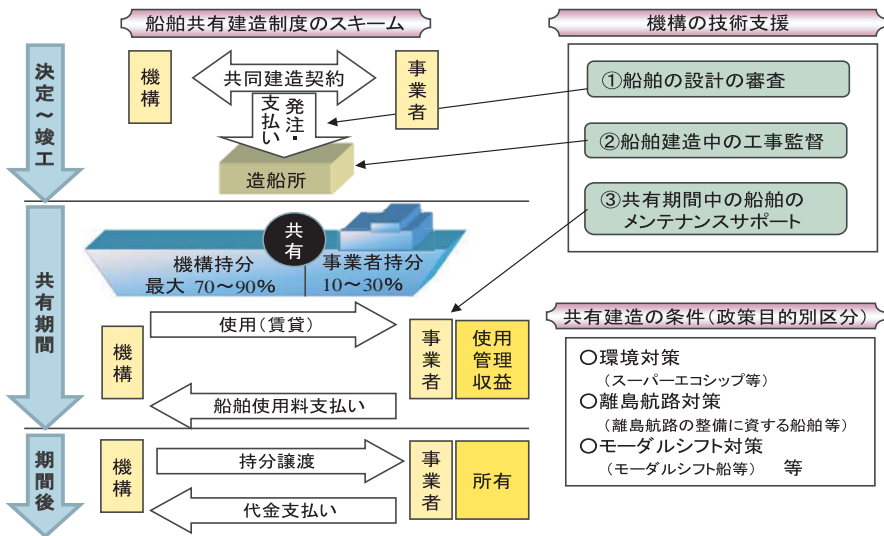 船舶共有建造制度のスキーム
決定～竣工
機構
共同建造契約
事業者
発注・
支払い
造船所
共有期間
共有
機構持分
最大 70～90%
事業者持分
10～30%
機構
使用（賃貸）
事業者
使用
管理
収益
船舶使用料支払い
期間後
機構
持分譲渡
事業者
所有
代金支払い
機構の技術支援
①船舶の設計の審査
②船舶建造中の工事監督
③共有期間中の船舶の
メンテナンスサポート
共有建造の条件（政策目的別区分）
○環境対策
（スーパーエコシップ等）
○離島航路対策
（離島航路の整備に資する船舶等）
○モーダルシフト対策
（モーダルシフト船等） 等